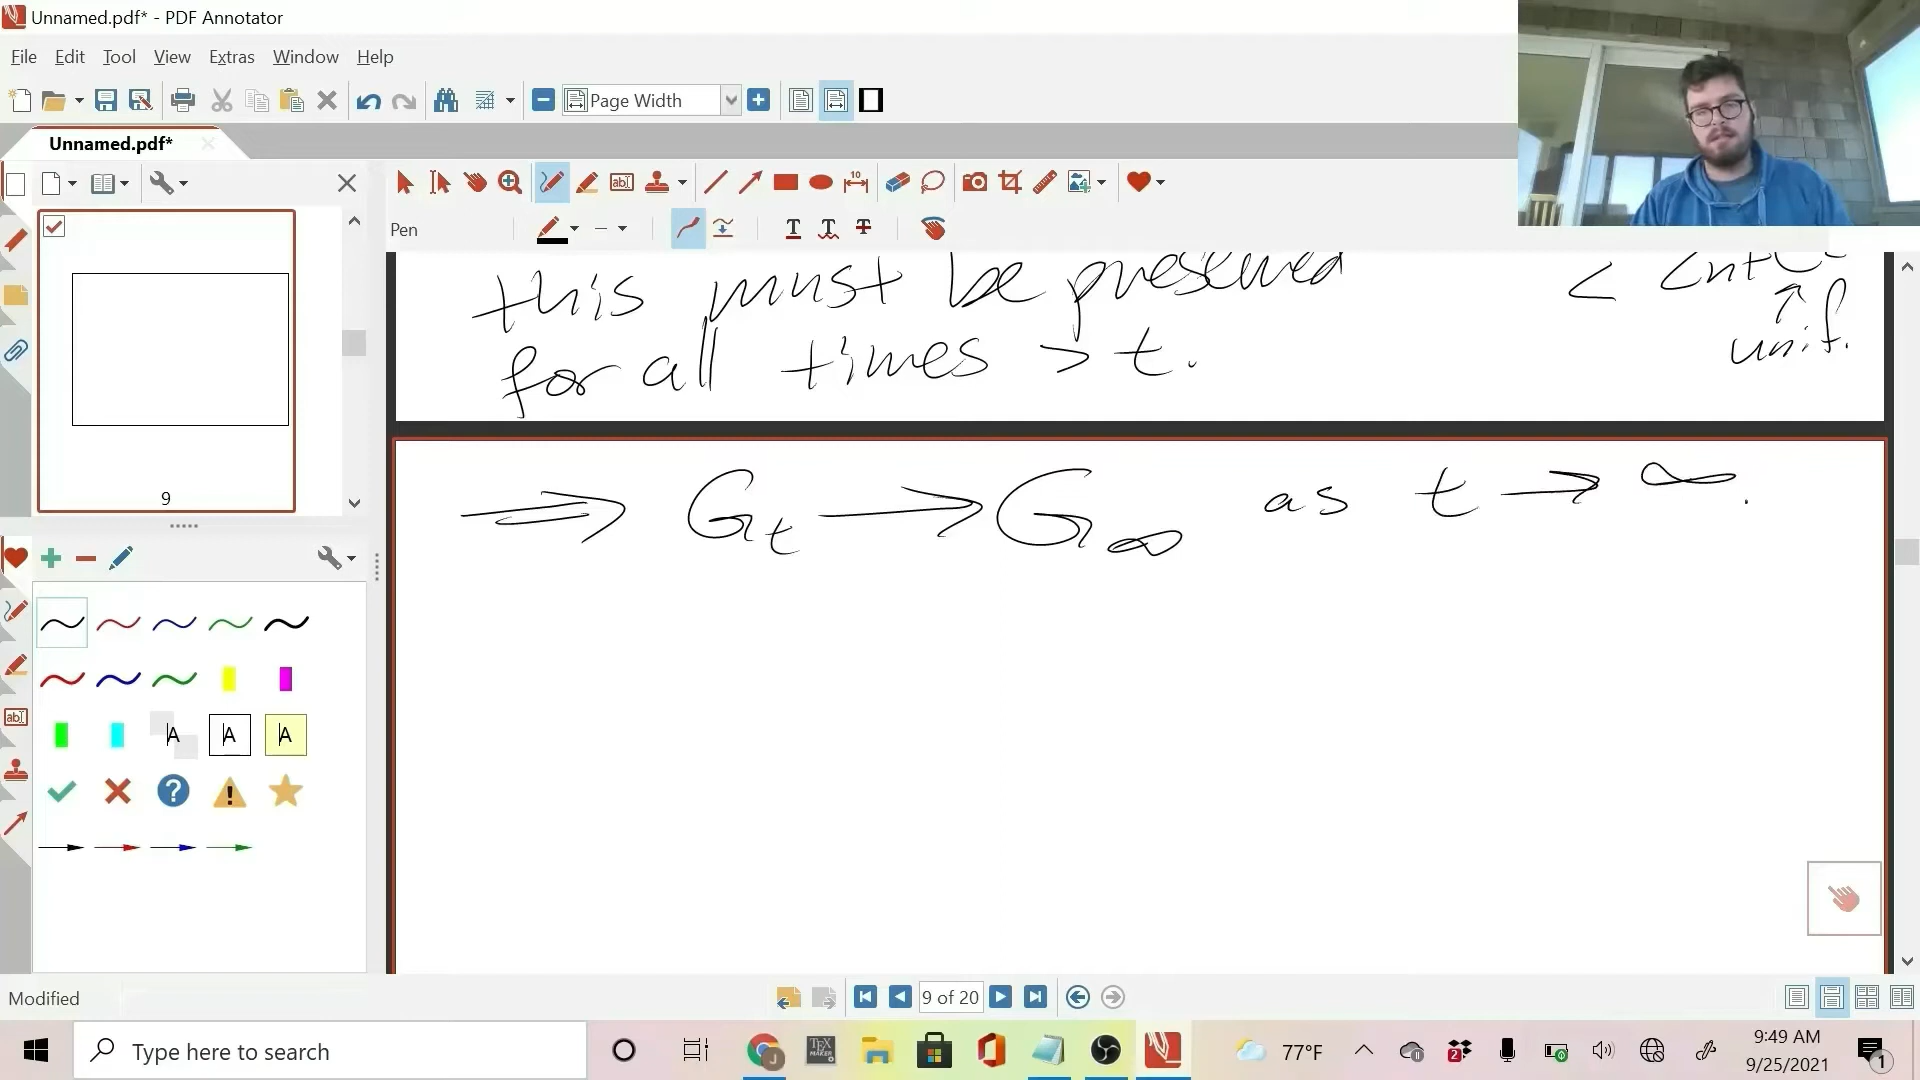 Unnamed.pdf* - PDF Annotator
File Edit Tool View Extras Window Help
Page Width
Unnamed.pdf*
10
Pen
this must be preserved
for all times > t.
unif.
9
⇒ G_t → G_∞ as t → ∞.
A A A
Modified
9 of 20
Type here to search
77°F
9:49 AM
9/25/2021